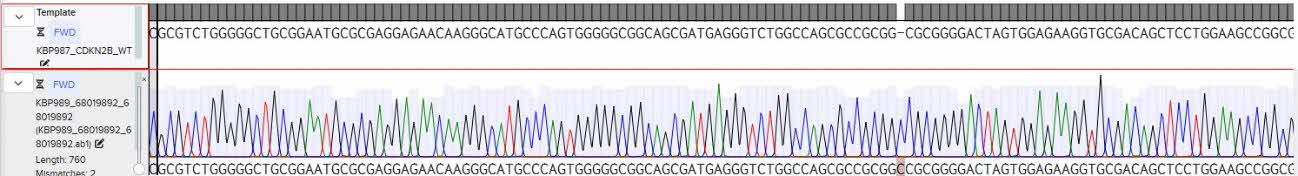 Template
FWD
KBP987_CDKN2B_WT
CGCGTCTGGGGGCTGCGGAATGCGCGAGGAGAACAAGGGCATGCCCAGTGGGGGCGGCAGCGATGAGGGTCTGGCCAGCGCCGCGG-CGCGGGGACTAGTGGAGAAGGTGCGACAGCTCCTGGAAGCCGGCG
FWD
KBP989_68019892_6
8019892
(KBP989_68019892_6
8019892.ab1)
Length: 760
Mismatches: 2
CGCGTCTGGGGGCTGCGGAATGCGCGAGGAGAACAAGGGCATGCCCAGTGGGGGCGGCAGCGATGAGGGTCTGGCCAGCGCCGCGGCCGCGGGGACTAGTGGAGAAGGTGCGACAGCTCCTGGAAGCCGGCG